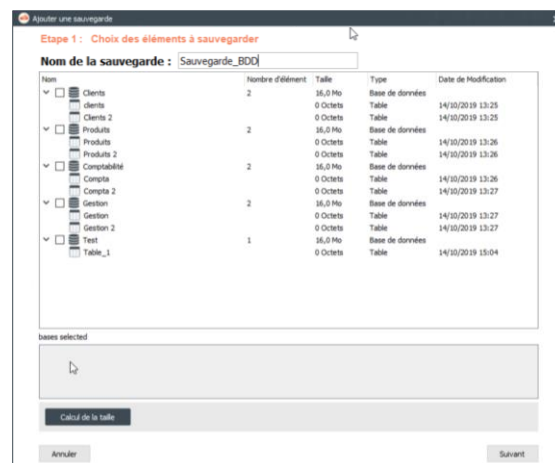 Ajouter une sauvegarde
Etape 1 : Choix des éléments à sauvegarder
Nom de la sauvegarde : Sauvegarde_BDD
Nom Nombre d'élément Taille Type Date de Modification
Clients 2 16,0 Mo Base de données
clients 0 Octets Table 14/10/2019 13:25
Clients 2 0 Octets Table 14/10/2019 13:25
Produits 2 16,0 Mo Base de données
Produits 0 Octets Table 14/10/2019 13:26
Produits 2 0 Octets Table 14/10/2019 13:26
Comptabilité 2 16,0 Mo Base de données
Compta 0 Octets Table 14/10/2019 13:26
Compta 2 0 Octets Table 14/10/2019 13:27
Gestion 2 16,0 Mo Base de données
Gestion 0 Octets Table 14/10/2019 13:27
Gestion 2 0 Octets Table 14/10/2019 13:27
Test 1 16,0 Mo Base de données
Table_1 0 Octets Table 14/10/2019 15:04
bases selected
Calcul de la taille
Annuler Suivant